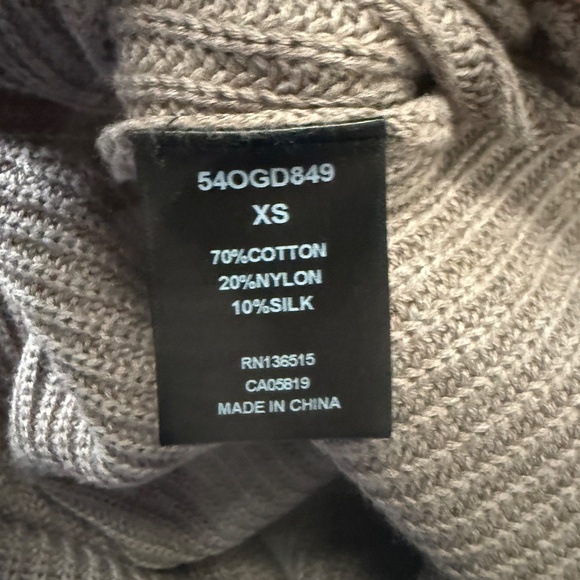 54OGD849
XS
70%COTTON
20%NYLON
10%SILK
RN136515
CA05819
MADE IN CHINA